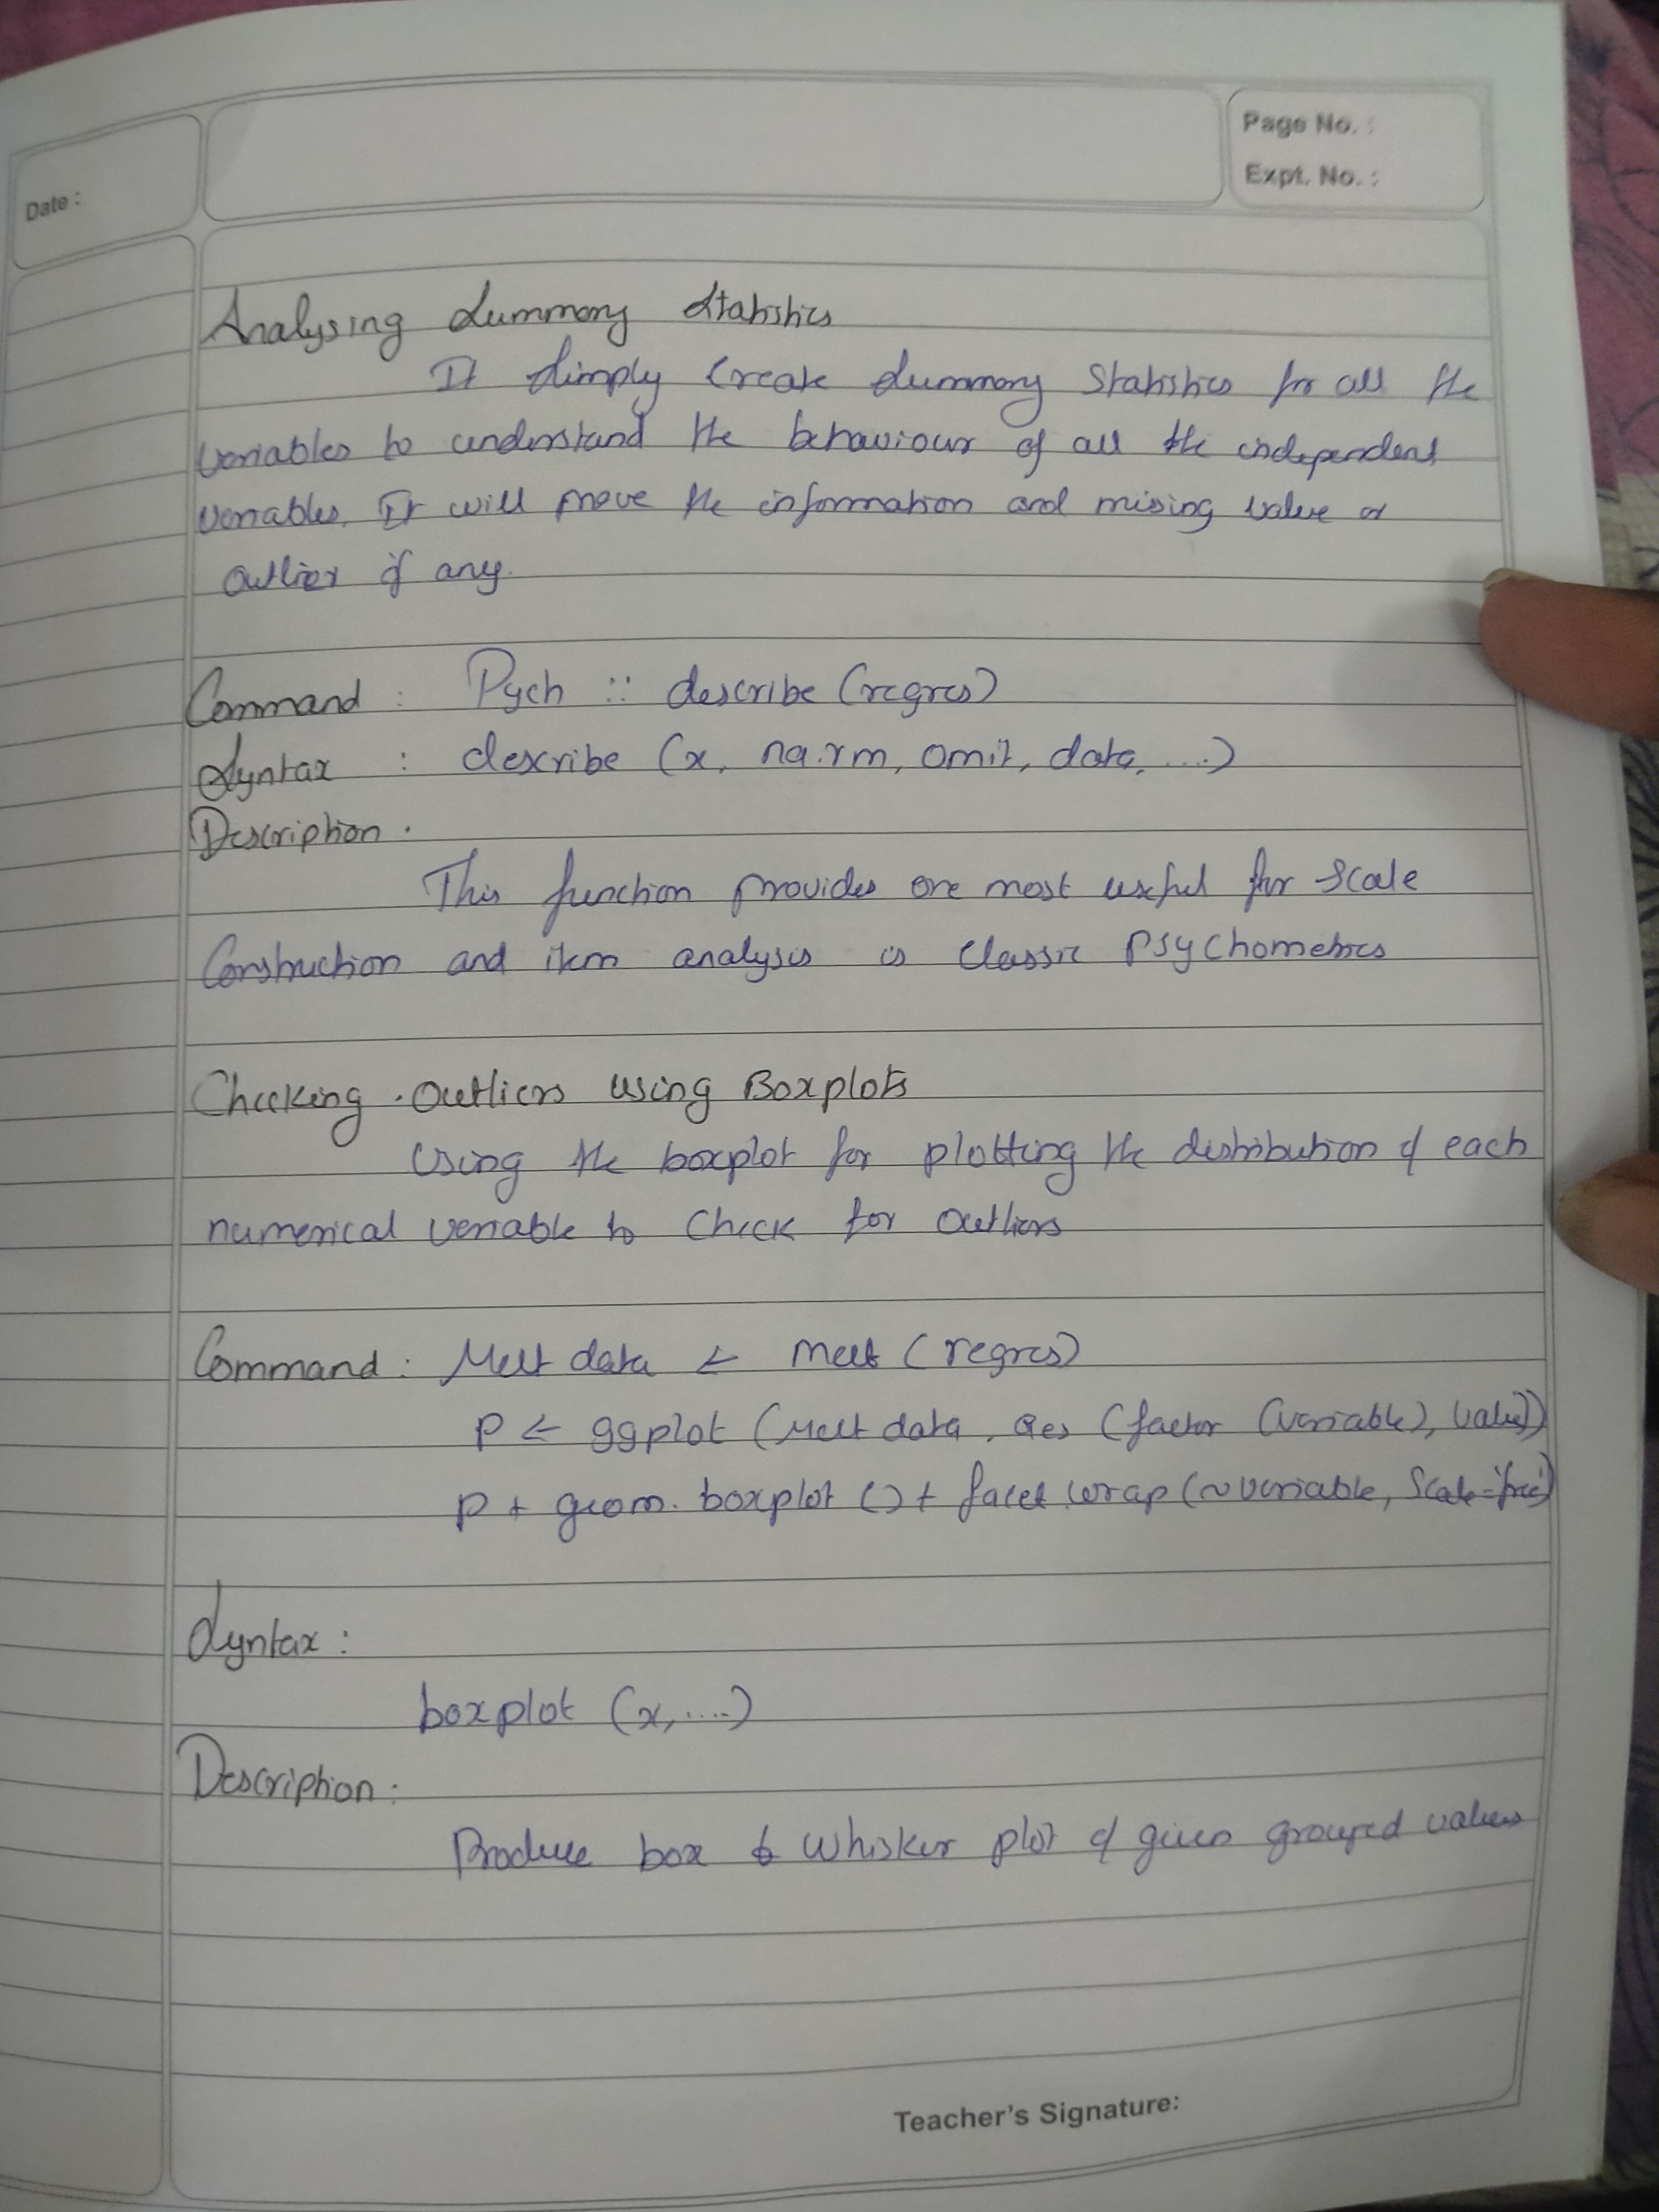 Page No. :
Expt. No. :
Date :
Analysing Summary Statistics
It simply create summary statistics for all the
variables to understand the behaviour of all the independent
variables. It will prove the information and mising value or
outlier if any.
Command : Pych :: describe (regres)
Syntax : describe (x, na.rm, omit, data, ....)
Description .
This function provides one most useful for scale
Construction and item analysis is classic psychometrics
Checking . outliers using Boxplots
Using the boxplot for plotting the distribution of each
numerical variable to check for outliers
Command : Melt data <- melt (regres)
p <- ggplot (Melt data, aes (factor (variable), value))
p + geom. boxplot () + facet.wrap (~variable, Scale='free')
Syntax :
boxplot (x, ....)
Description :
Produce box & whisker plot of given grouped values
Teacher's Signature: